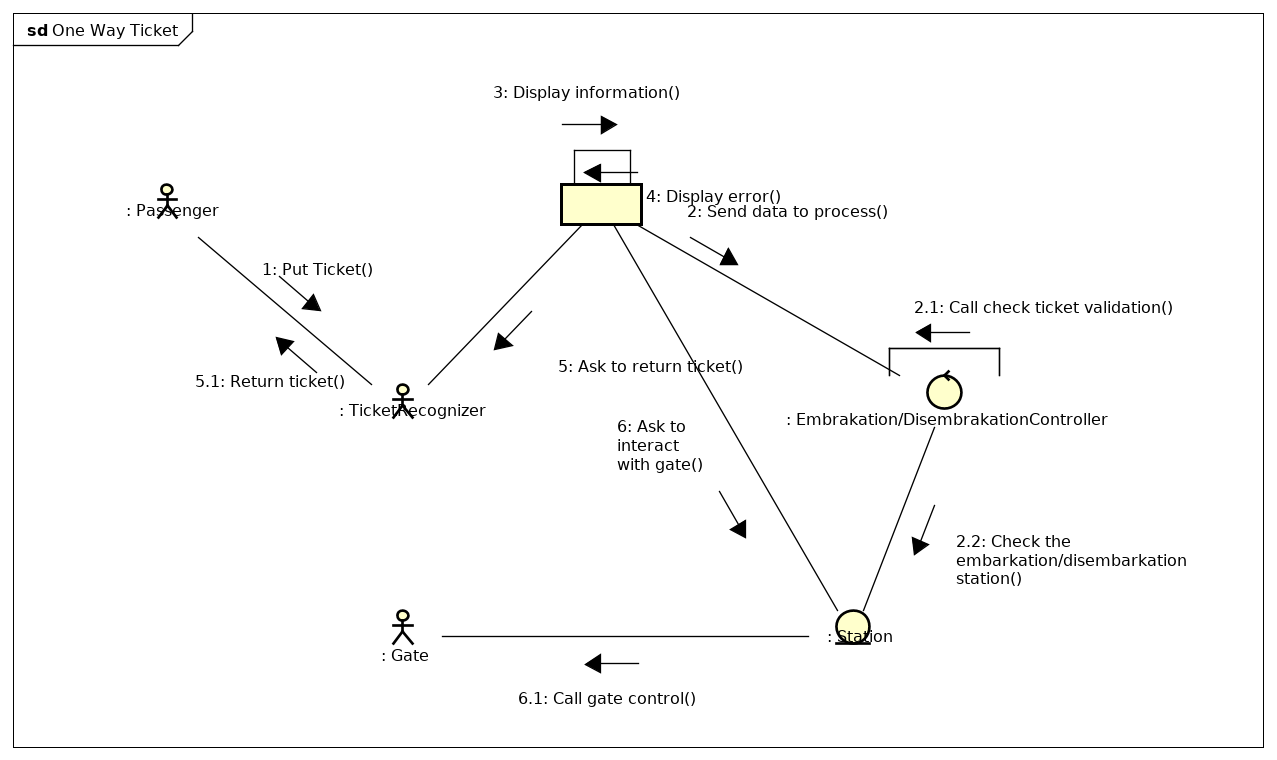 sd One Way Ticket
3: Display information()
4: Display error()
: Passenger
2: Send data to process()
1: Put Ticket()
2.1: Call check ticket validation()
5: Ask to return ticket()
5.1: Return ticket()
: TicketRecognizer
: Embrakation/DisembrakationController
6: Ask to
interact
with gate()
2.2: Check the
embarkation/disembarkation
station()
: Station
: Gate
6.1: Call gate control()